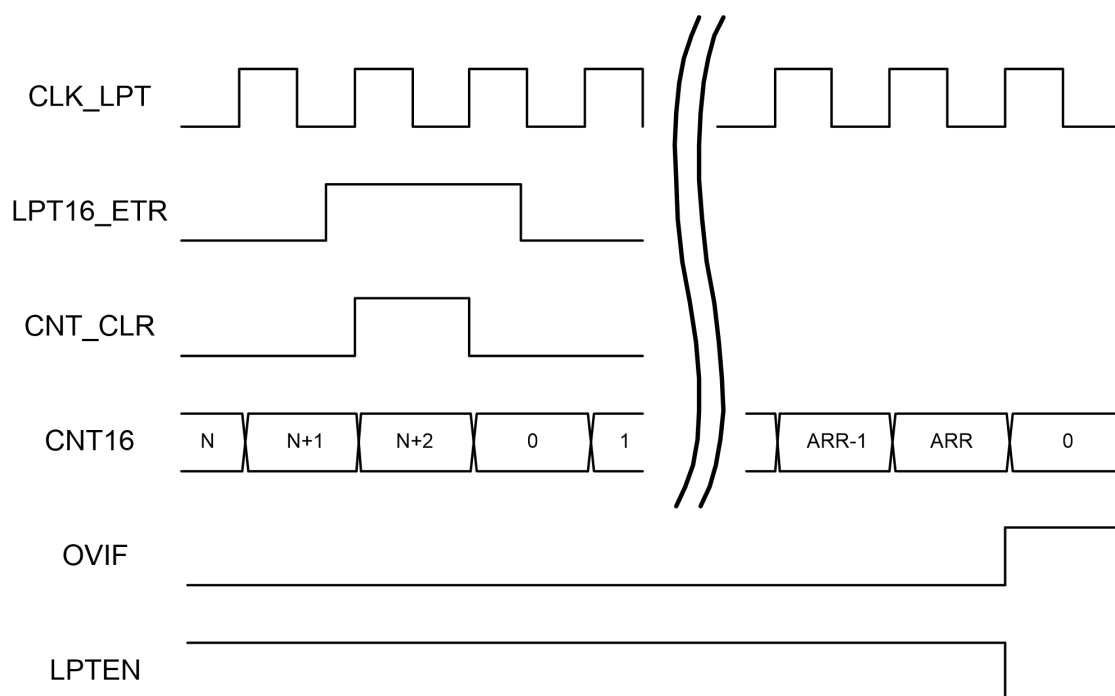 CLK_LPT
LPT16_ETR
CNT_CLR
CNT16 N N+1 N+2 0 1 ARR-1 ARR 0
OVIF
LPTEN